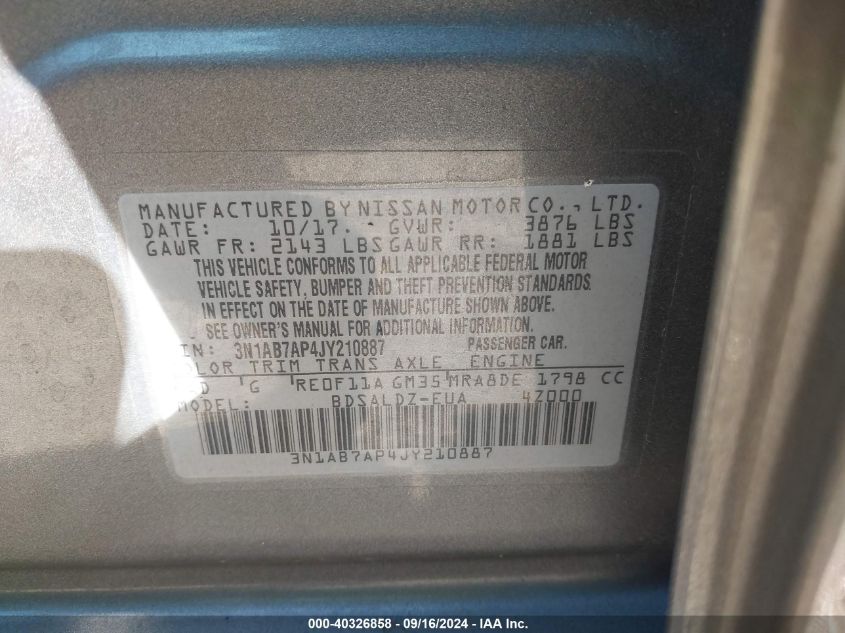 MANUFACTURED BY NISSAN MOTOR CO., LTD.
DATE: 10/17. GVWR: 3876 LBS
GAWR FR: 2143 LBS GAWR RR: 1881 LBS
THIS VEHICLE CONFORMS TO ALL APPLICABLE FEDERAL MOTOR
VEHICLE SAFETY, BUMPER AND THEFT PREVENTION STANDARDS
IN EFFECT ON THE DATE OF MANUFACTURE SHOWN ABOVE.
SEE OWNER'S MANUAL FOR ADDITIONAL INFORMATION.
VIN: 3N1AB7AP4JY210887 PASSENGER CAR.
COLOR TRIM TRANS AXLE ENGINE
G RE0F11A GM35 MRA8DE 1798 CC
MODEL: BDSALDZ-EUA 4Z000
3N1AB7AP4JY210887
000-40326858 - 09/16/2024 - IAA Inc.